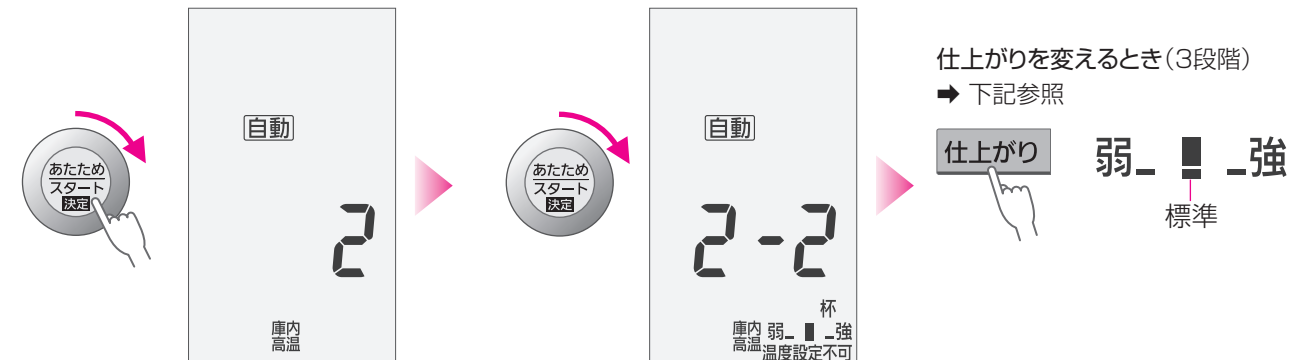 あたため
スタート
決定
自動
2
庫内
高温
あたため
スタート
決定
自動
2-2
杯
庫内
高温
弱 強
温度設定不可
仕上がりを変えるとき(3段階)
➡ 下記参照
仕上がり
弱 強
標準